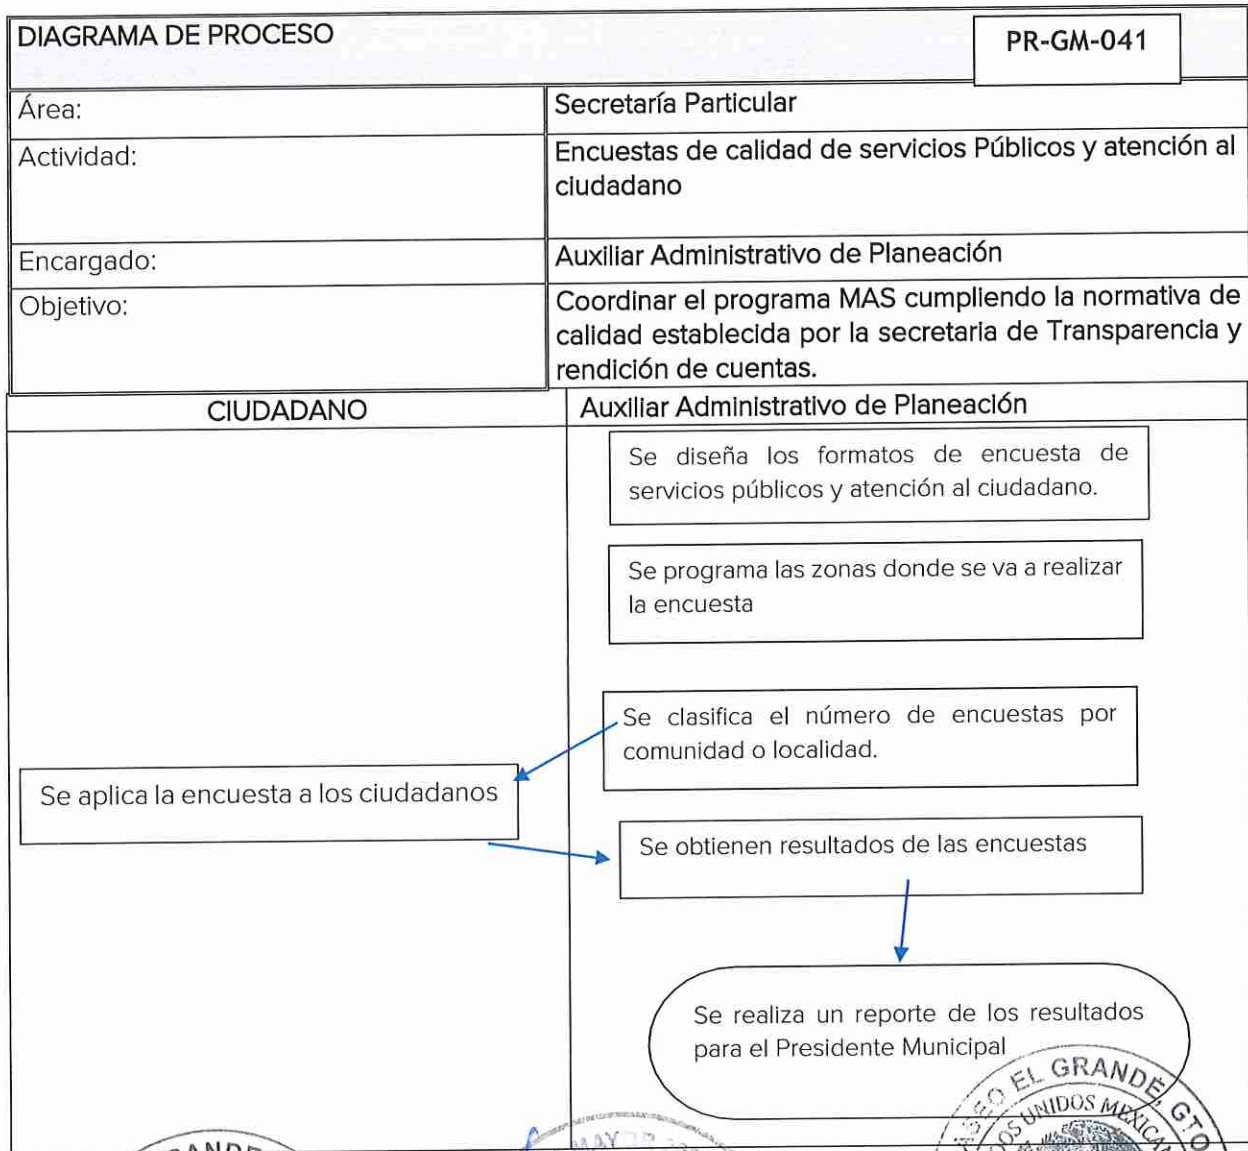 DIAGRAMA DE PROCESO
PR-GM-041
Área:
Secretaría Particular
Actividad:
Encuestas de calidad de servicios Públicos y atención al
ciudadano
Encargado:
Auxiliar Administrativo de Planeación
Objetivo:
Coordinar el programa MAS cumpliendo la normativa de
calidad establecida por la secretaria de Transparencia y
rendición de cuentas.
CIUDADANO
Auxiliar Administrativo de Planeación
Se diseña los formatos de encuesta de
servicios públicos y atención al ciudadano.
Se programa las zonas donde se va a realizar
la encuesta
Se clasifica el número de encuestas por
comunidad o localidad.
Se aplica la encuesta a los ciudadanos
Se obtienen resultados de las encuestas
Se realiza un reporte de los resultados
para el Presidente Municipal
EL GRANDE, GTO
UNIDOS
MAYOR